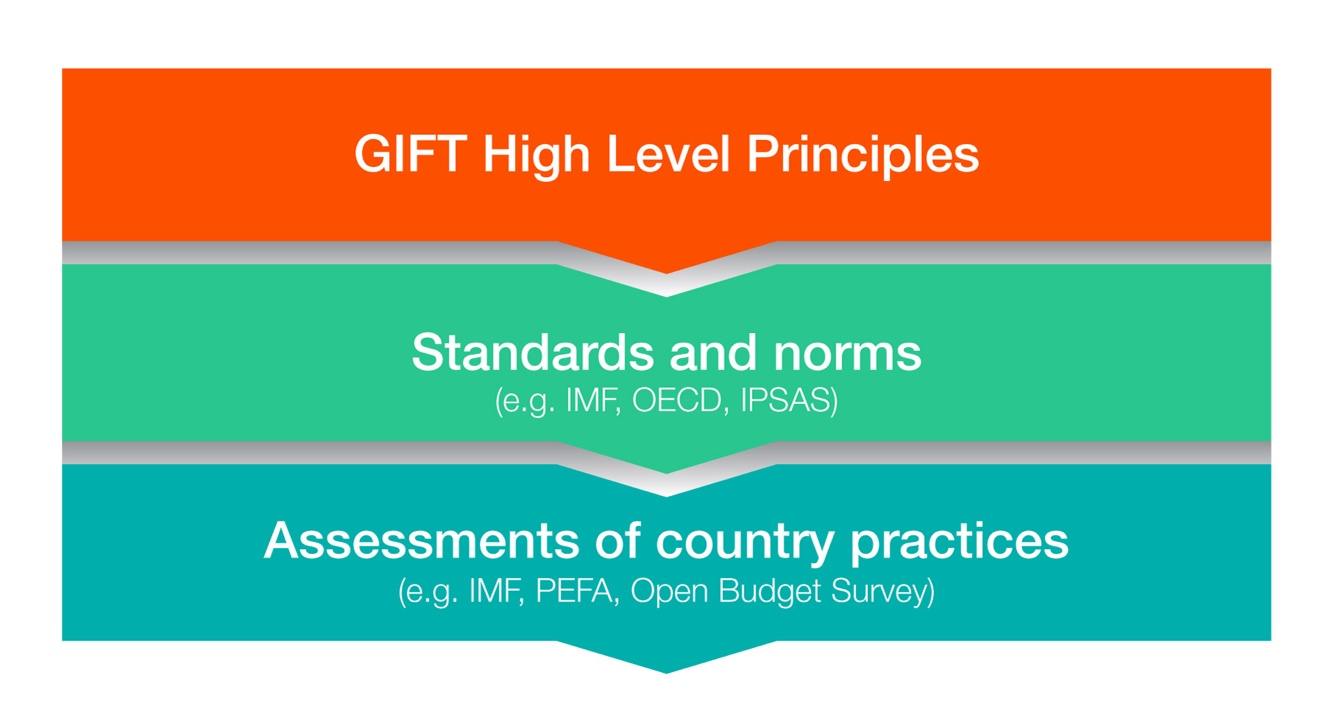 GIFT High Level Principles
Standards and norms
(e.g. IMF, OECD, IPSAS)
Assessments of country practices
(e.g. IMF, PEFA, Open Budget Survey)